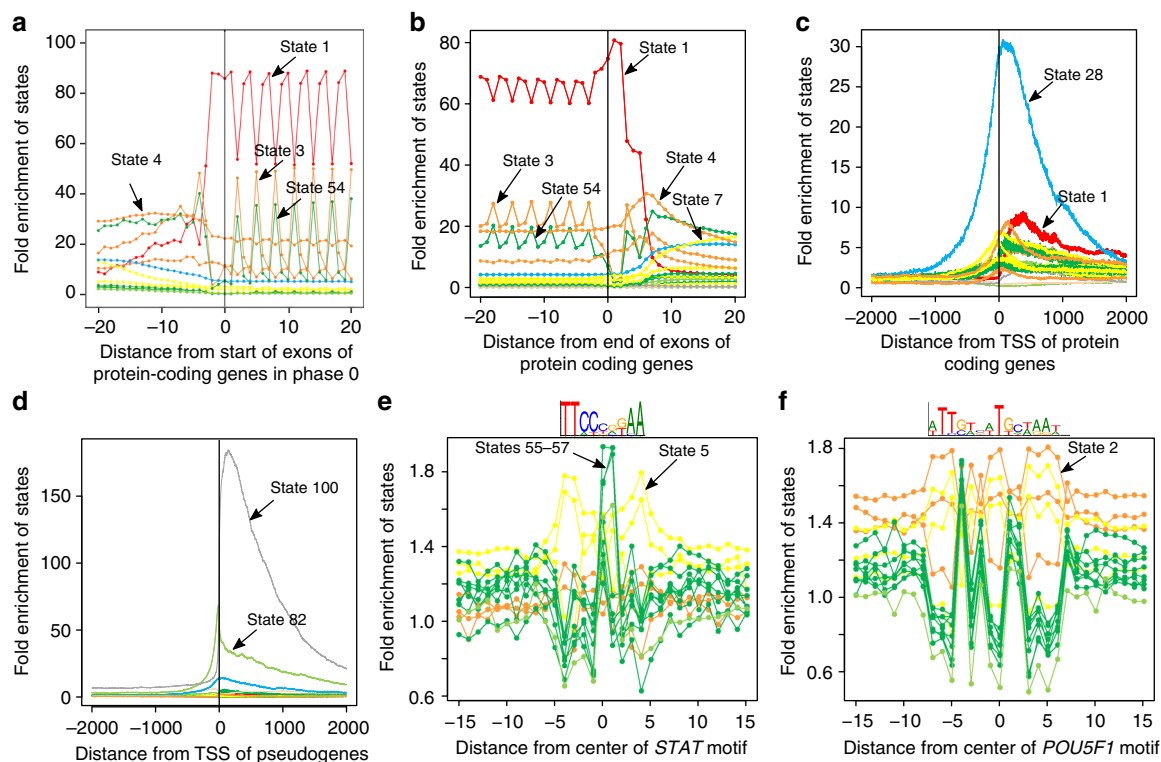 a
Fold enrichment of states
100
80
60
40
20
0
State 1
State 4
State 3
State 54
−20 −10 0 10 20
Distance from start of exons of
protein-coding genes in phase 0
b
Fold enrichment of states
80
60
40
20
0
State 1
State 3
State 54
State 4
State 7
−20 −10 0 10 20
Distance from end of exons of
protein coding genes
c
Fold enrichment of states
30
25
20
15
10
5
0
State 28
State 1
−2000 −1000 0 1000 2000
Distance from TSS of protein
coding genes
d
Fold enrichment of states
150
100
50
0
State 100
State 82
−2000 −1000 0 1000 2000
Distance from TSS of pseudogenes
e
Fold enrichment of states
1.8
1.4
1.0
0.6
States 55–57
State 5
−15 −10 −5 0 5 10 15
Distance from center of STAT motif
f
Fold enrichment of states
1.8
1.4
1.0
0.6
State 2
−15 −10 −5 0 5 10 15
Distance from center of POU5F1 motif